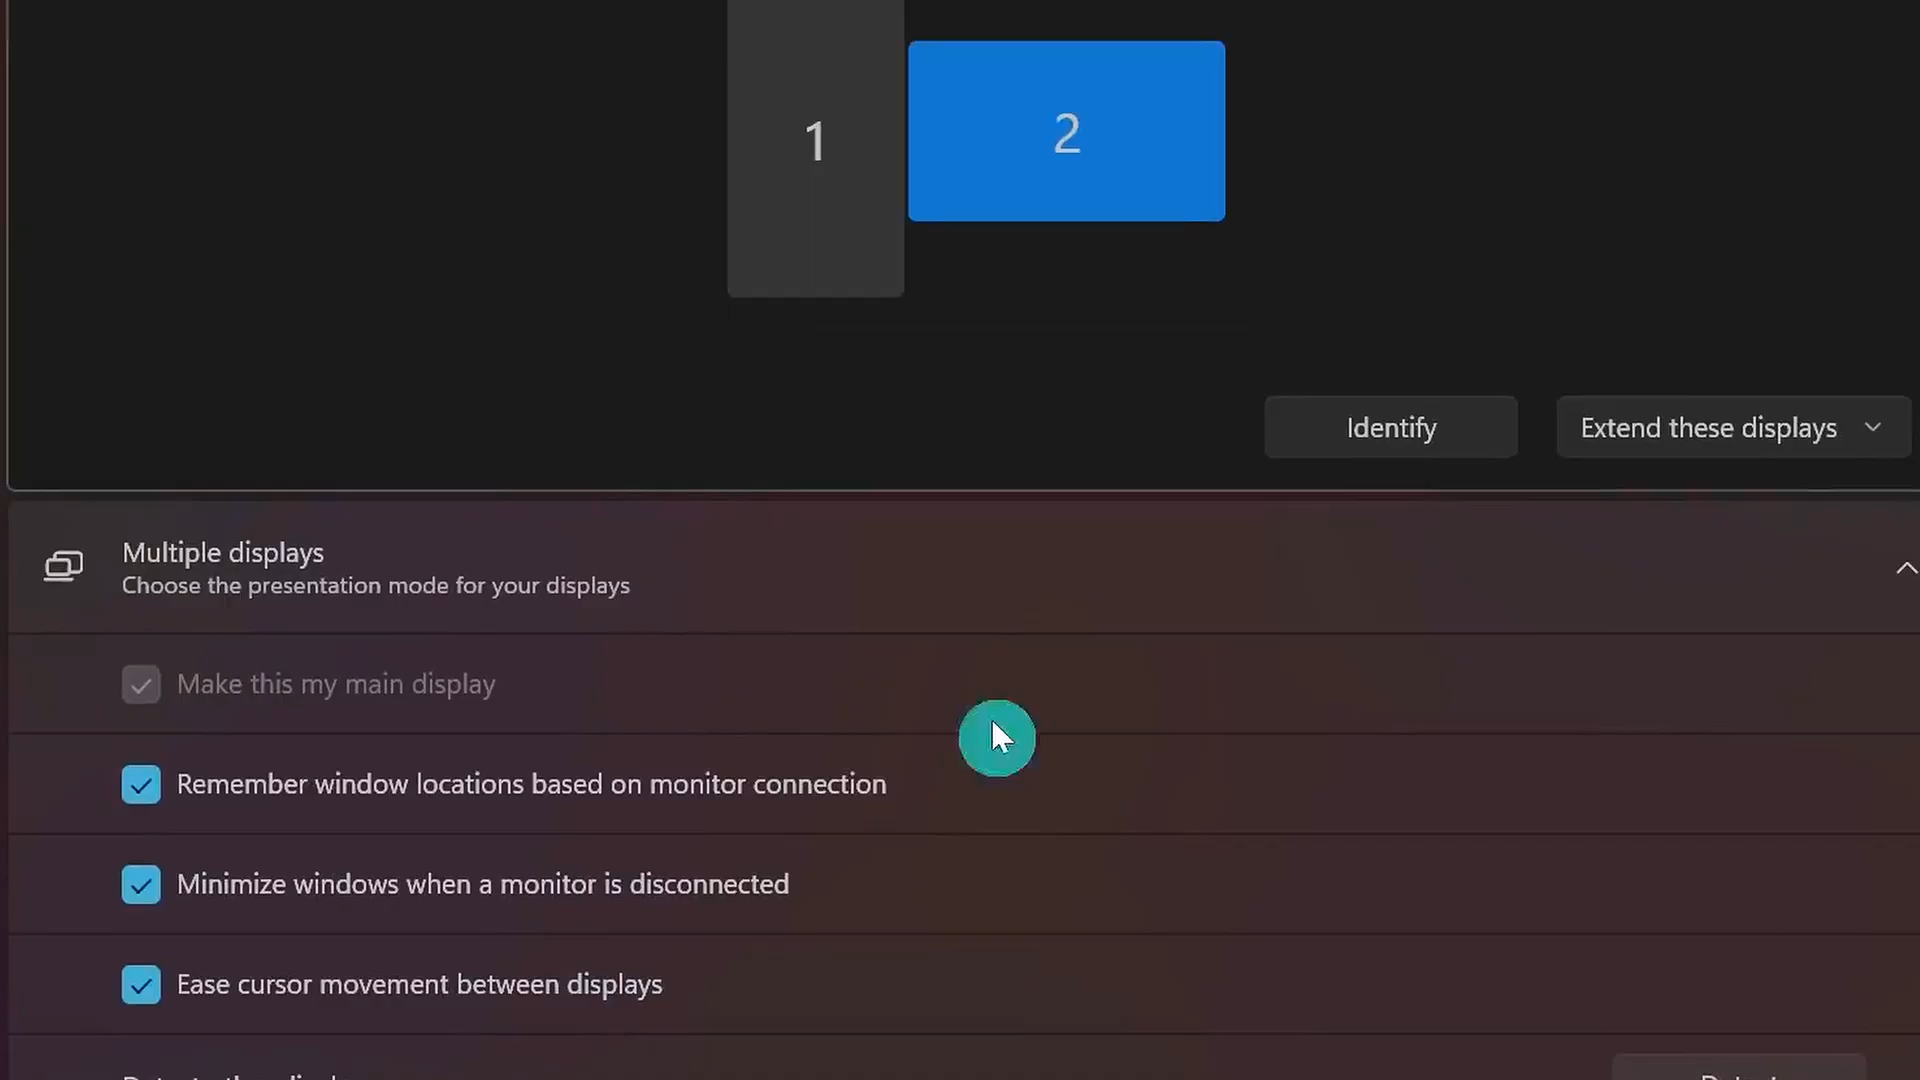 1
2
Identify
Extend these displays
Multiple displays
Choose the presentation mode for your displays
Make this my main display
Remember window locations based on monitor connection
Minimize windows when a monitor is disconnected
Ease cursor movement between displays